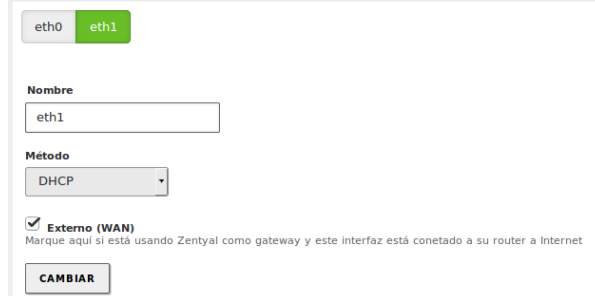 eth0 eth1
Nombre
eth1
Método
DHCP
Externo (WAN)
Marque aquí si está usando Zentyal como gateway y este interfaz está conetado a su router a Internet
CAMBIAR